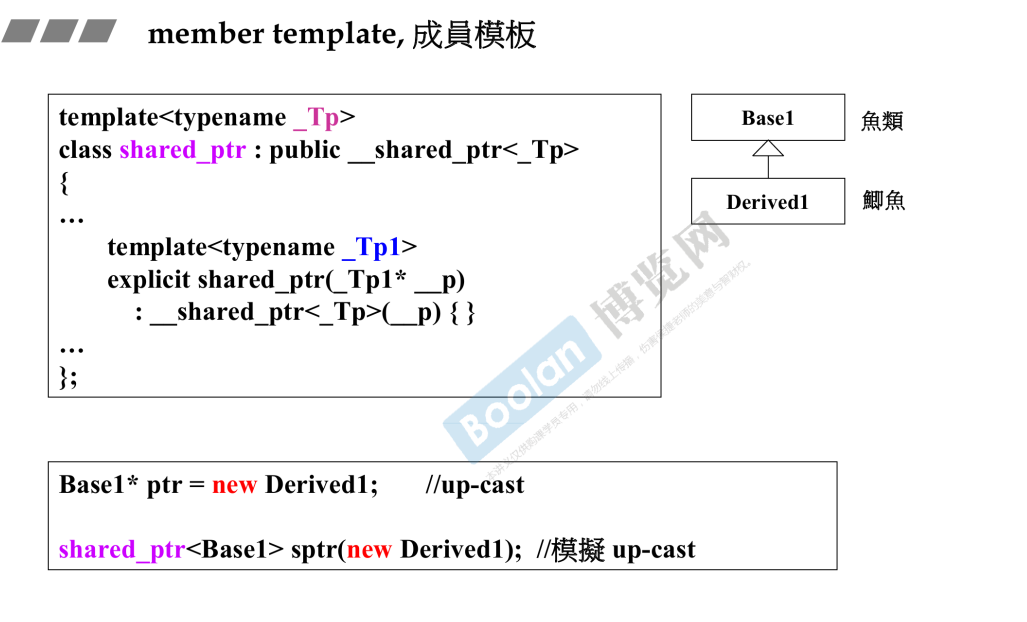 member template, 成員模板
template<typename _Tp>
class shared_ptr : public __shared_ptr<_Tp>
{
…
template<typename _Tp1>
explicit shared_ptr(_Tp1* __p)
: __shared_ptr<_Tp>(__p) { }
…
};
Base1
魚類
Derived1
鯽魚
Boolan 博览网
Base1* ptr = new Derived1; //up-cast
shared_ptr<Base1> sptr(new Derived1); //模擬 up-cast